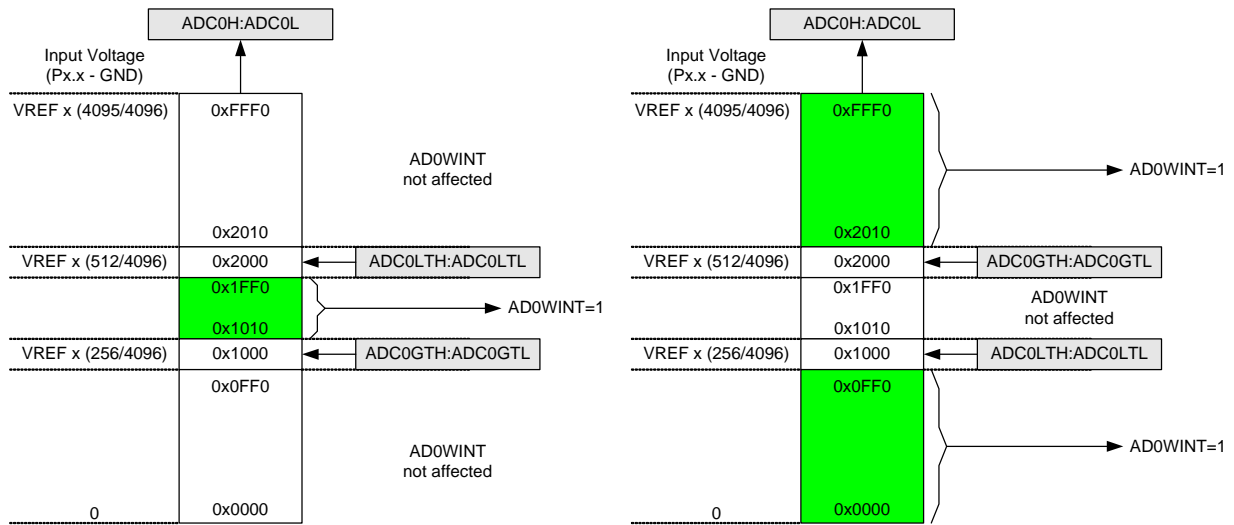 ADC0H:ADC0L
Input Voltage
(Px.x - GND)
VREF x (4095/4096)
0xFFF0
AD0WINT
not affected
0x2010
VREF x (512/4096)
0x2000
ADC0LTH:ADC0LTL
0x1FF0
AD0WINT=1
0x1010
VREF x (256/4096)
0x1000
ADC0GTH:ADC0GTL
0x0FF0
AD0WINT
not affected
0
0x0000
ADC0H:ADC0L
Input Voltage
(Px.x - GND)
VREF x (4095/4096)
0xFFF0
AD0WINT=1
0x2010
VREF x (512/4096)
0x2000
ADC0GTH:ADC0GTL
0x1FF0
AD0WINT
not affected
0x1010
VREF x (256/4096)
0x1000
ADC0LTH:ADC0LTL
0x0FF0
AD0WINT=1
0
0x0000